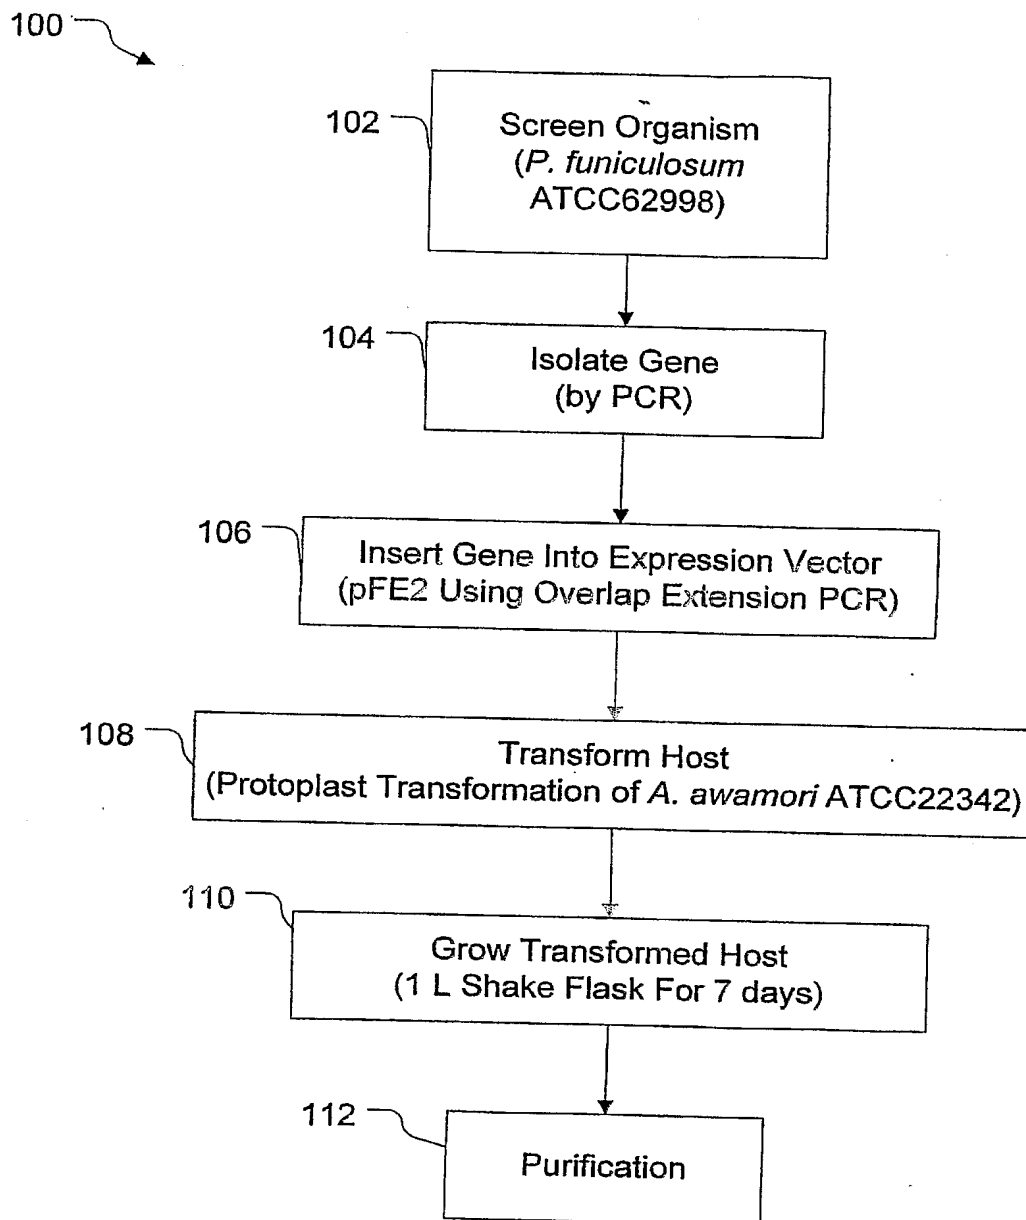 100
102
Screen Organism
(P. funiculosum
ATCC62998)
104
Isolate Gene
(by PCR)
106
Insert Gene Into Expression Vector
(pFE2 Using Overlap Extension PCR)
108
Transform Host
(Protoplast Transformation of A. awamori ATCC22342)
110
Grow Transformed Host
(1 L Shake Flask For 7 days)
112
Purification